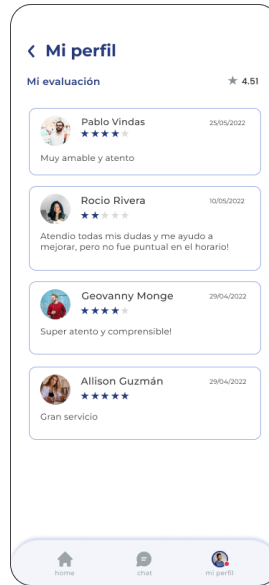 Mi perfil
Mi evaluación
4.51
Pablo Vindas
25/05/2022
Muy amable y atento
Rocio Rivera
10/05/2022
Atendio todas mis dudas y me ayudo a
mejorar, pero no fue puntual en el horario!
Geovanny Monge
29/04/2022
Super atento y comprensible!
Allison Guzmán
29/04/2022
Gran servicio
home
chat
mi perfil